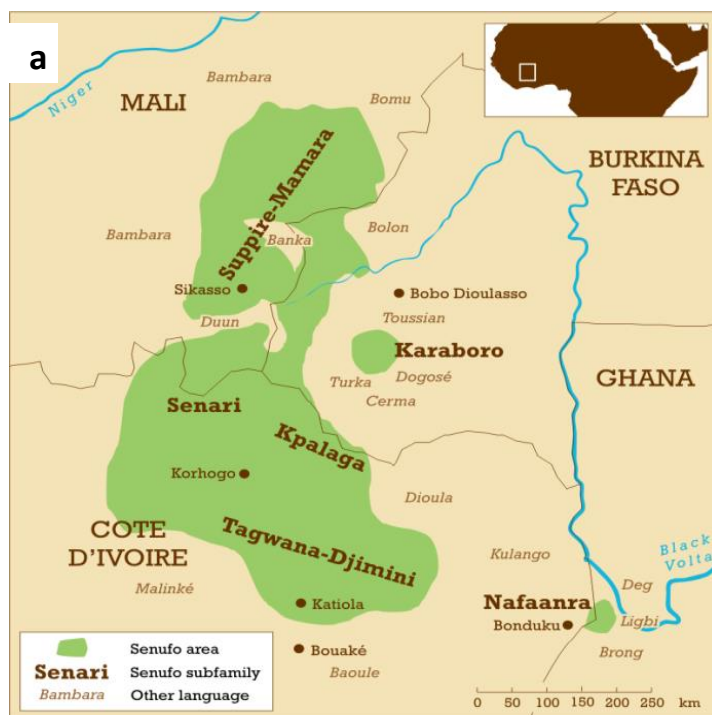 a
Niger
MALI
Bambara
Bomu
BURKINA
FASO
Suppire-Mamara
Bambara
Banka
Bolon
Sikasso
Bobo Dioulasso
Duun
Toussian
Karaboro
Turka
Dogosé
Cerma
GHANA
Senari
Kpalaga
Korhogo
Dioula
COTE
D'IVOIRE
Tagwana-Djimini
Malinké
Kulango
Black
Volta
Katiola
Nafaanra
Deg
Bonduku
Ligbi
Brong
Bouaké
Baoule
Senufo area
Senari Senufo subfamily
Bambara Other language
0 50 100 150 200 250 km